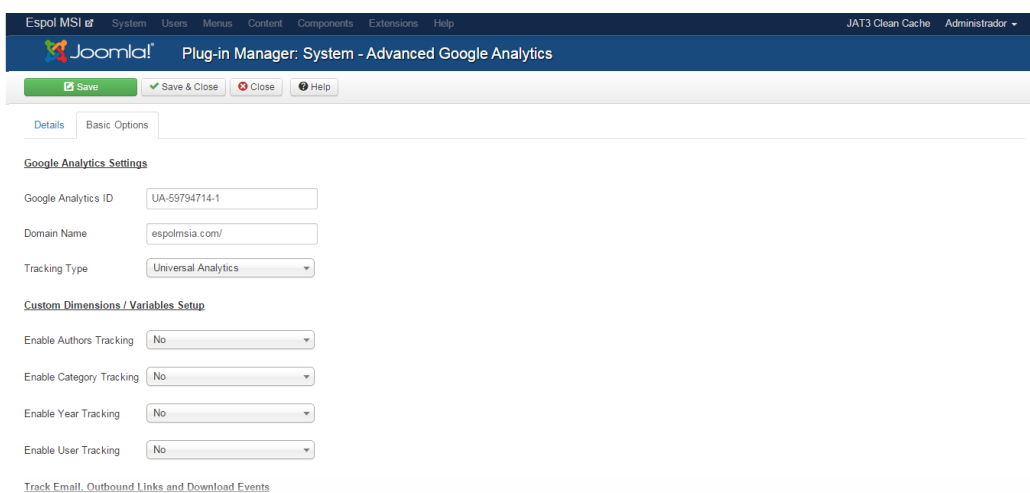 Espol MSI System Users Menus Content Components Extensions Help JAT3 Clean Cache Administrador
Joomla!® Plug-in Manager: System - Advanced Google Analytics
Save Save & Close Close Help
Details Basic Options
Google Analytics Settings
Google Analytics ID UA-59794714-1
Domain Name espolmsia.com/
Tracking Type Universal Analytics
Custom Dimensions / Variables Setup
Enable Authors Tracking No
Enable Category Tracking No
Enable Year Tracking No
Enable User Tracking No
Track Email, Outbound Links and Download Events